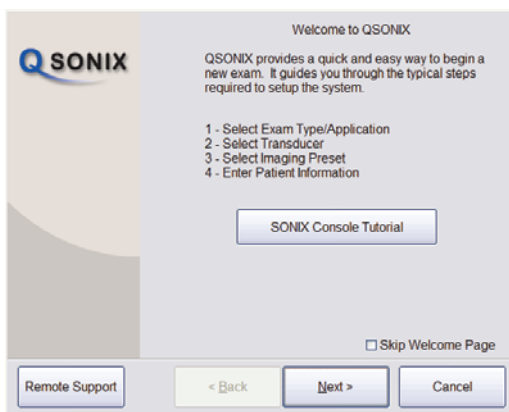 Q SONIX
Welcome to QSONIX
QSONIX provides a quick and easy way to begin a
new exam. It guides you through the typical steps
required to setup the system.
1 - Select Exam Type/Application
2 - Select Transducer
3 - Select Imaging Preset
4 - Enter Patient Information
SONIX Console Tutorial
Skip Welcome Page
Remote Support
< Back
Next >
Cancel